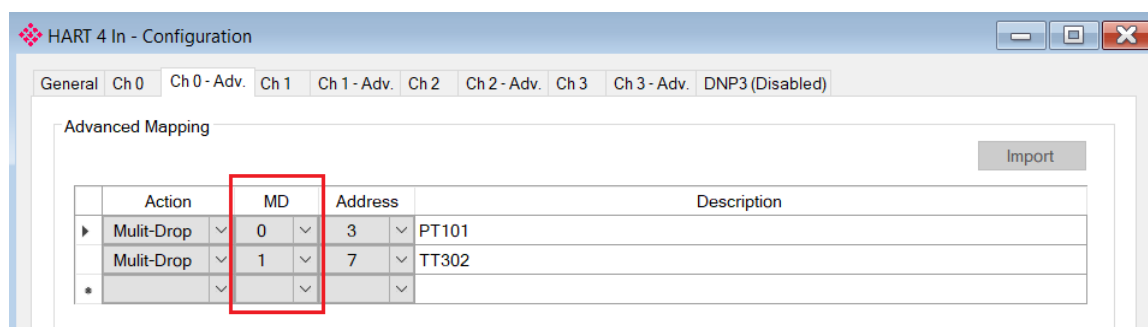 HART 4 In - Configuration
General Ch 0 Ch 0 - Adv. Ch 1 Ch 1 - Adv. Ch 2 Ch 2 - Adv. Ch 3 Ch 3 - Adv. DNP3 (Disabled)
Advanced Mapping
Import
Action MD Address Description
Mulit-Drop 0 3 PT101
Mulit-Drop 1 7 TT302